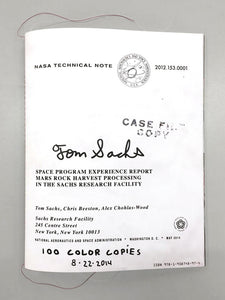 NASA TECHNICAL NOTE
2012.153.0001
CASE FILE
COPY
Tom Sachs
SPACE PROGRAM EXPERIENCE REPORT
MARS ROCK HARVEST PROCESSING
IN THE SACHS RESEARCH FACILITY
Tom Sachs, Chris Beeston, Alex Choblas-Wood
Sachs Research Facility
245 Centre Street
New York, New York 10013
NATIONAL AERONAUTICS AND SPACE ADMINISTRATION • WASHINGTON D. C. • MAY 2014
100 COLOR COPIES
8-22-2014